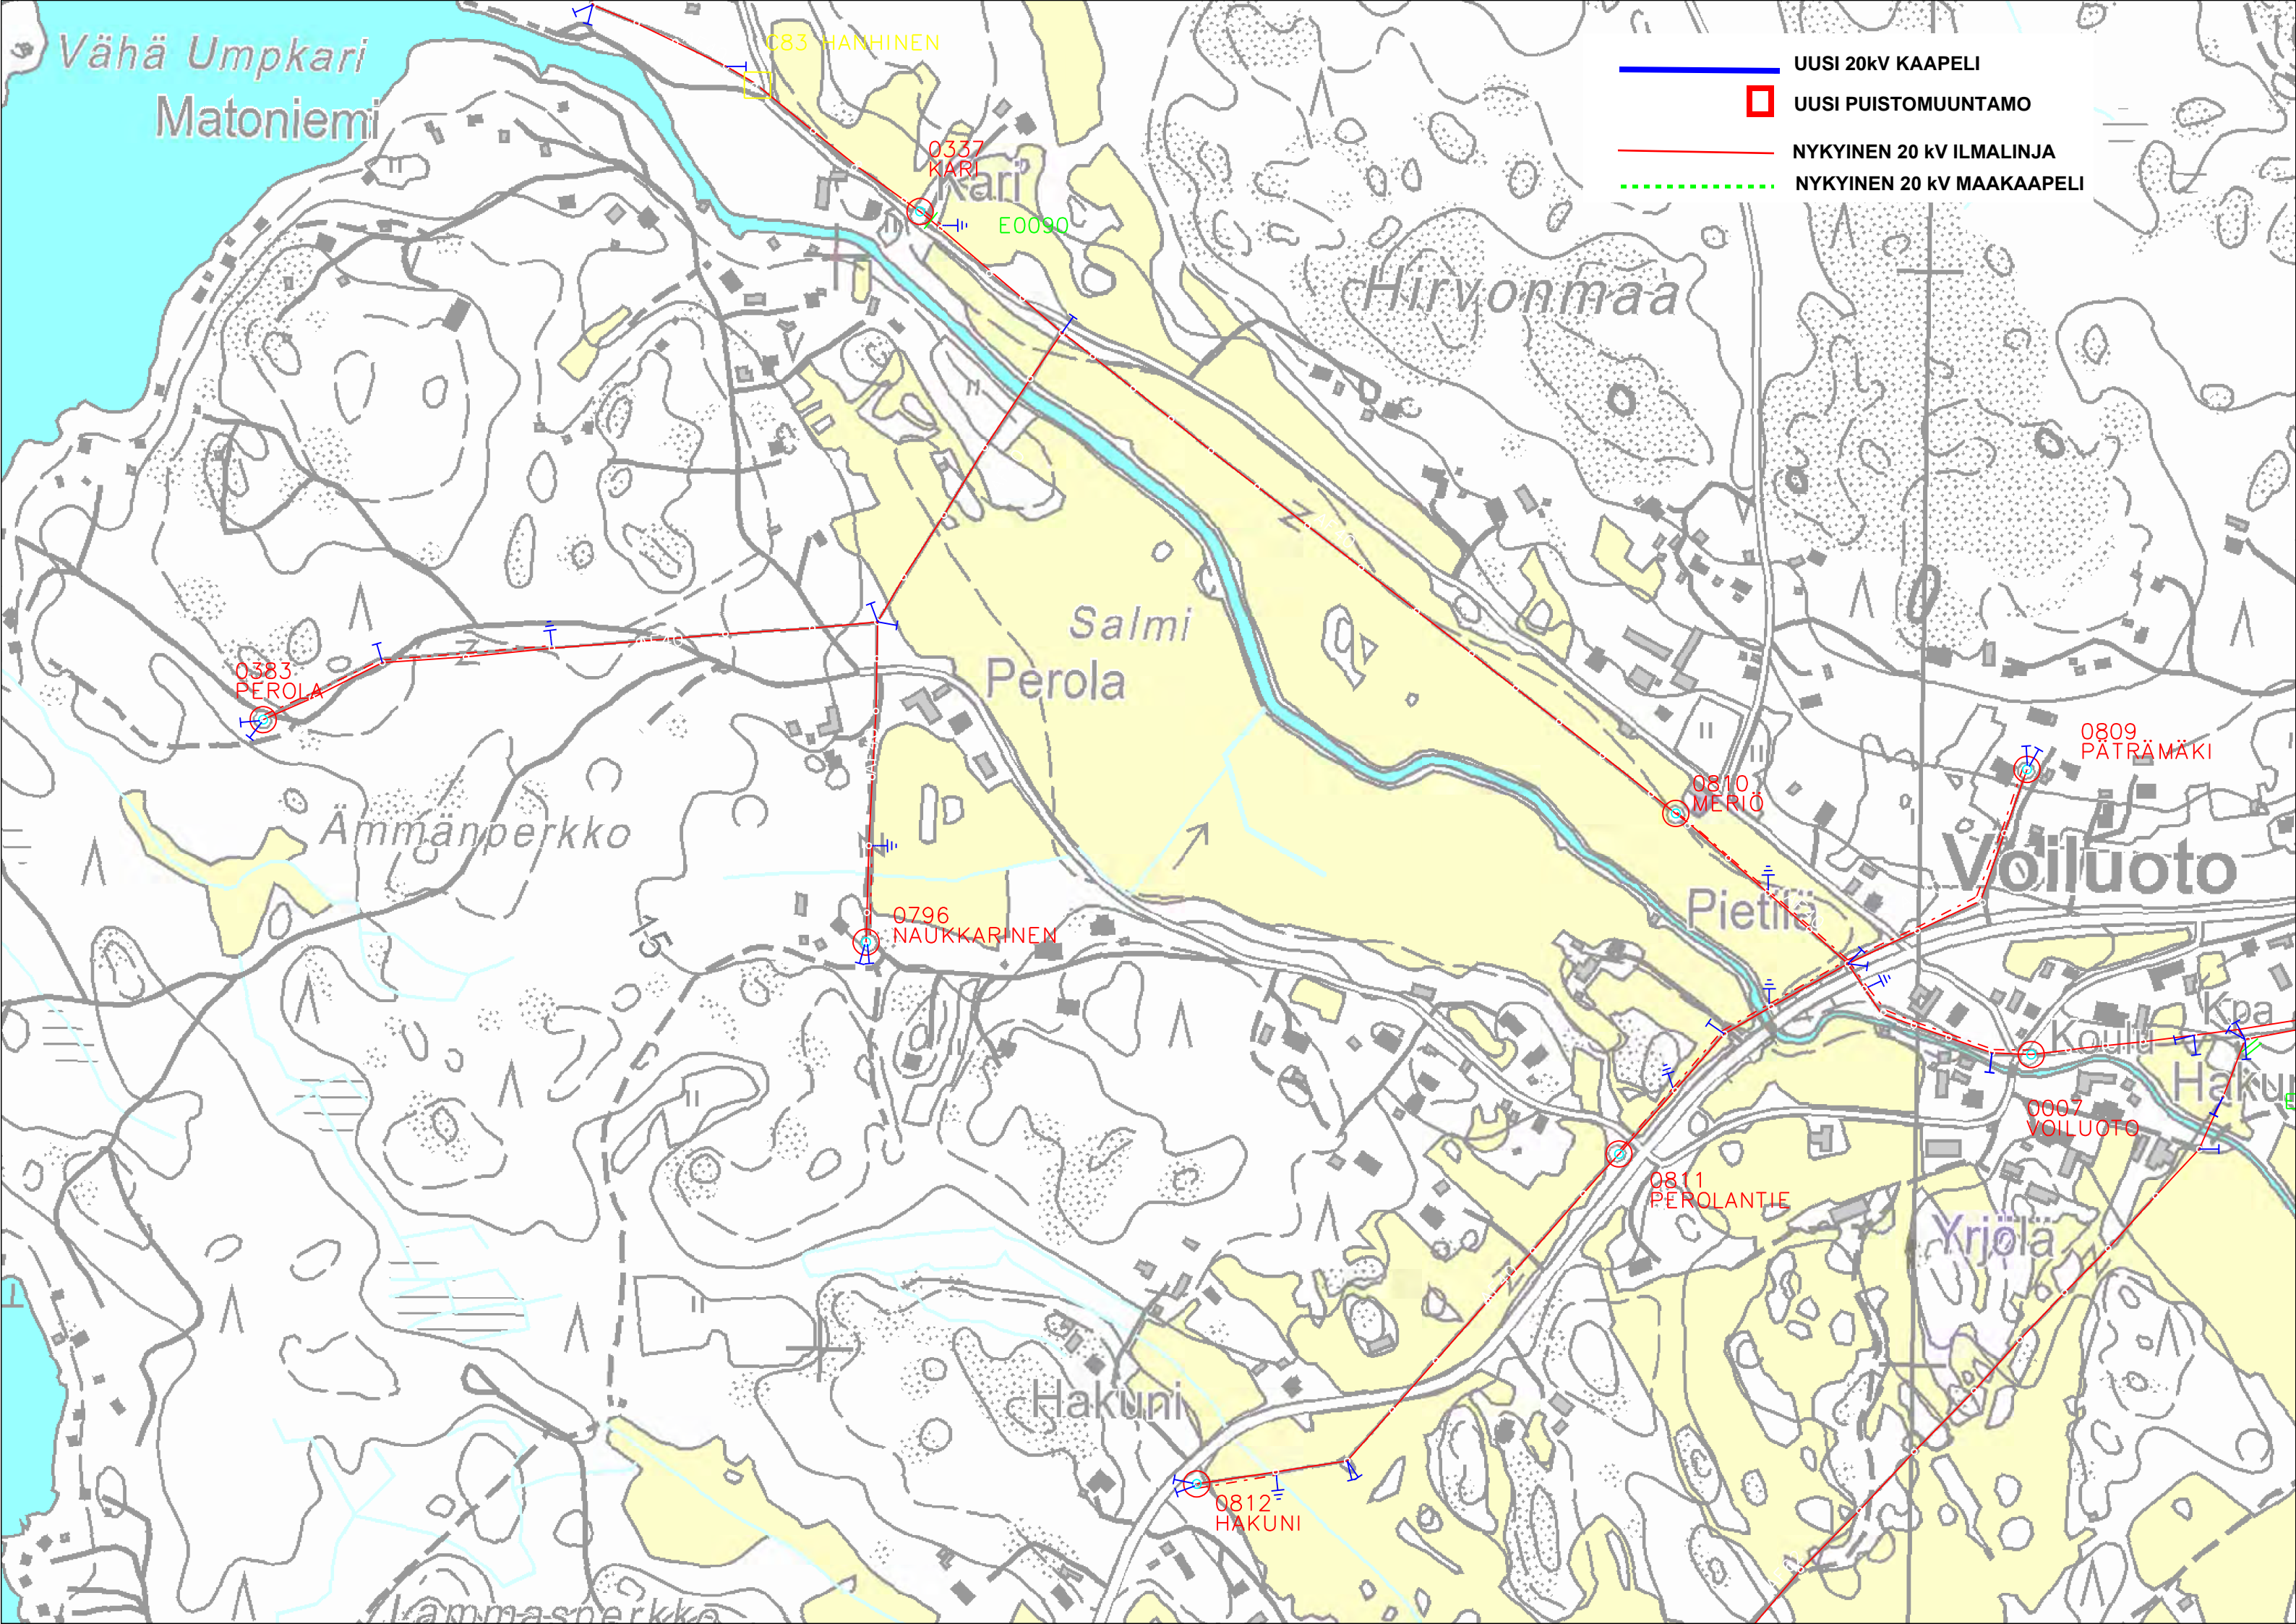 Vähä Umpkari
Matoniemi
C83 HANHINEN
UUSI 20kV KAAPELI
UUSI PUISTOMUUNTAMO
NYKYINEN 20 kV ILMALINJA
NYKYINEN 20 kV MAAKAAPELI
0337
KARI
Kari
E0090
Hirvonmaa
Salmi
Perola
0383
PEROLA
0809
PÄTRÄMÄKI
0810
MERIÖ
Ämmänperkko
Voiluoto
Pietilä
0796
NAUKKARINEN
15
Kpa
Koulu
Hakun
E
0007
VOILUOTO
0811
PEROLANTIE
Yrjölä
Hakuni
0812
HAKUNI
Lammasperkko